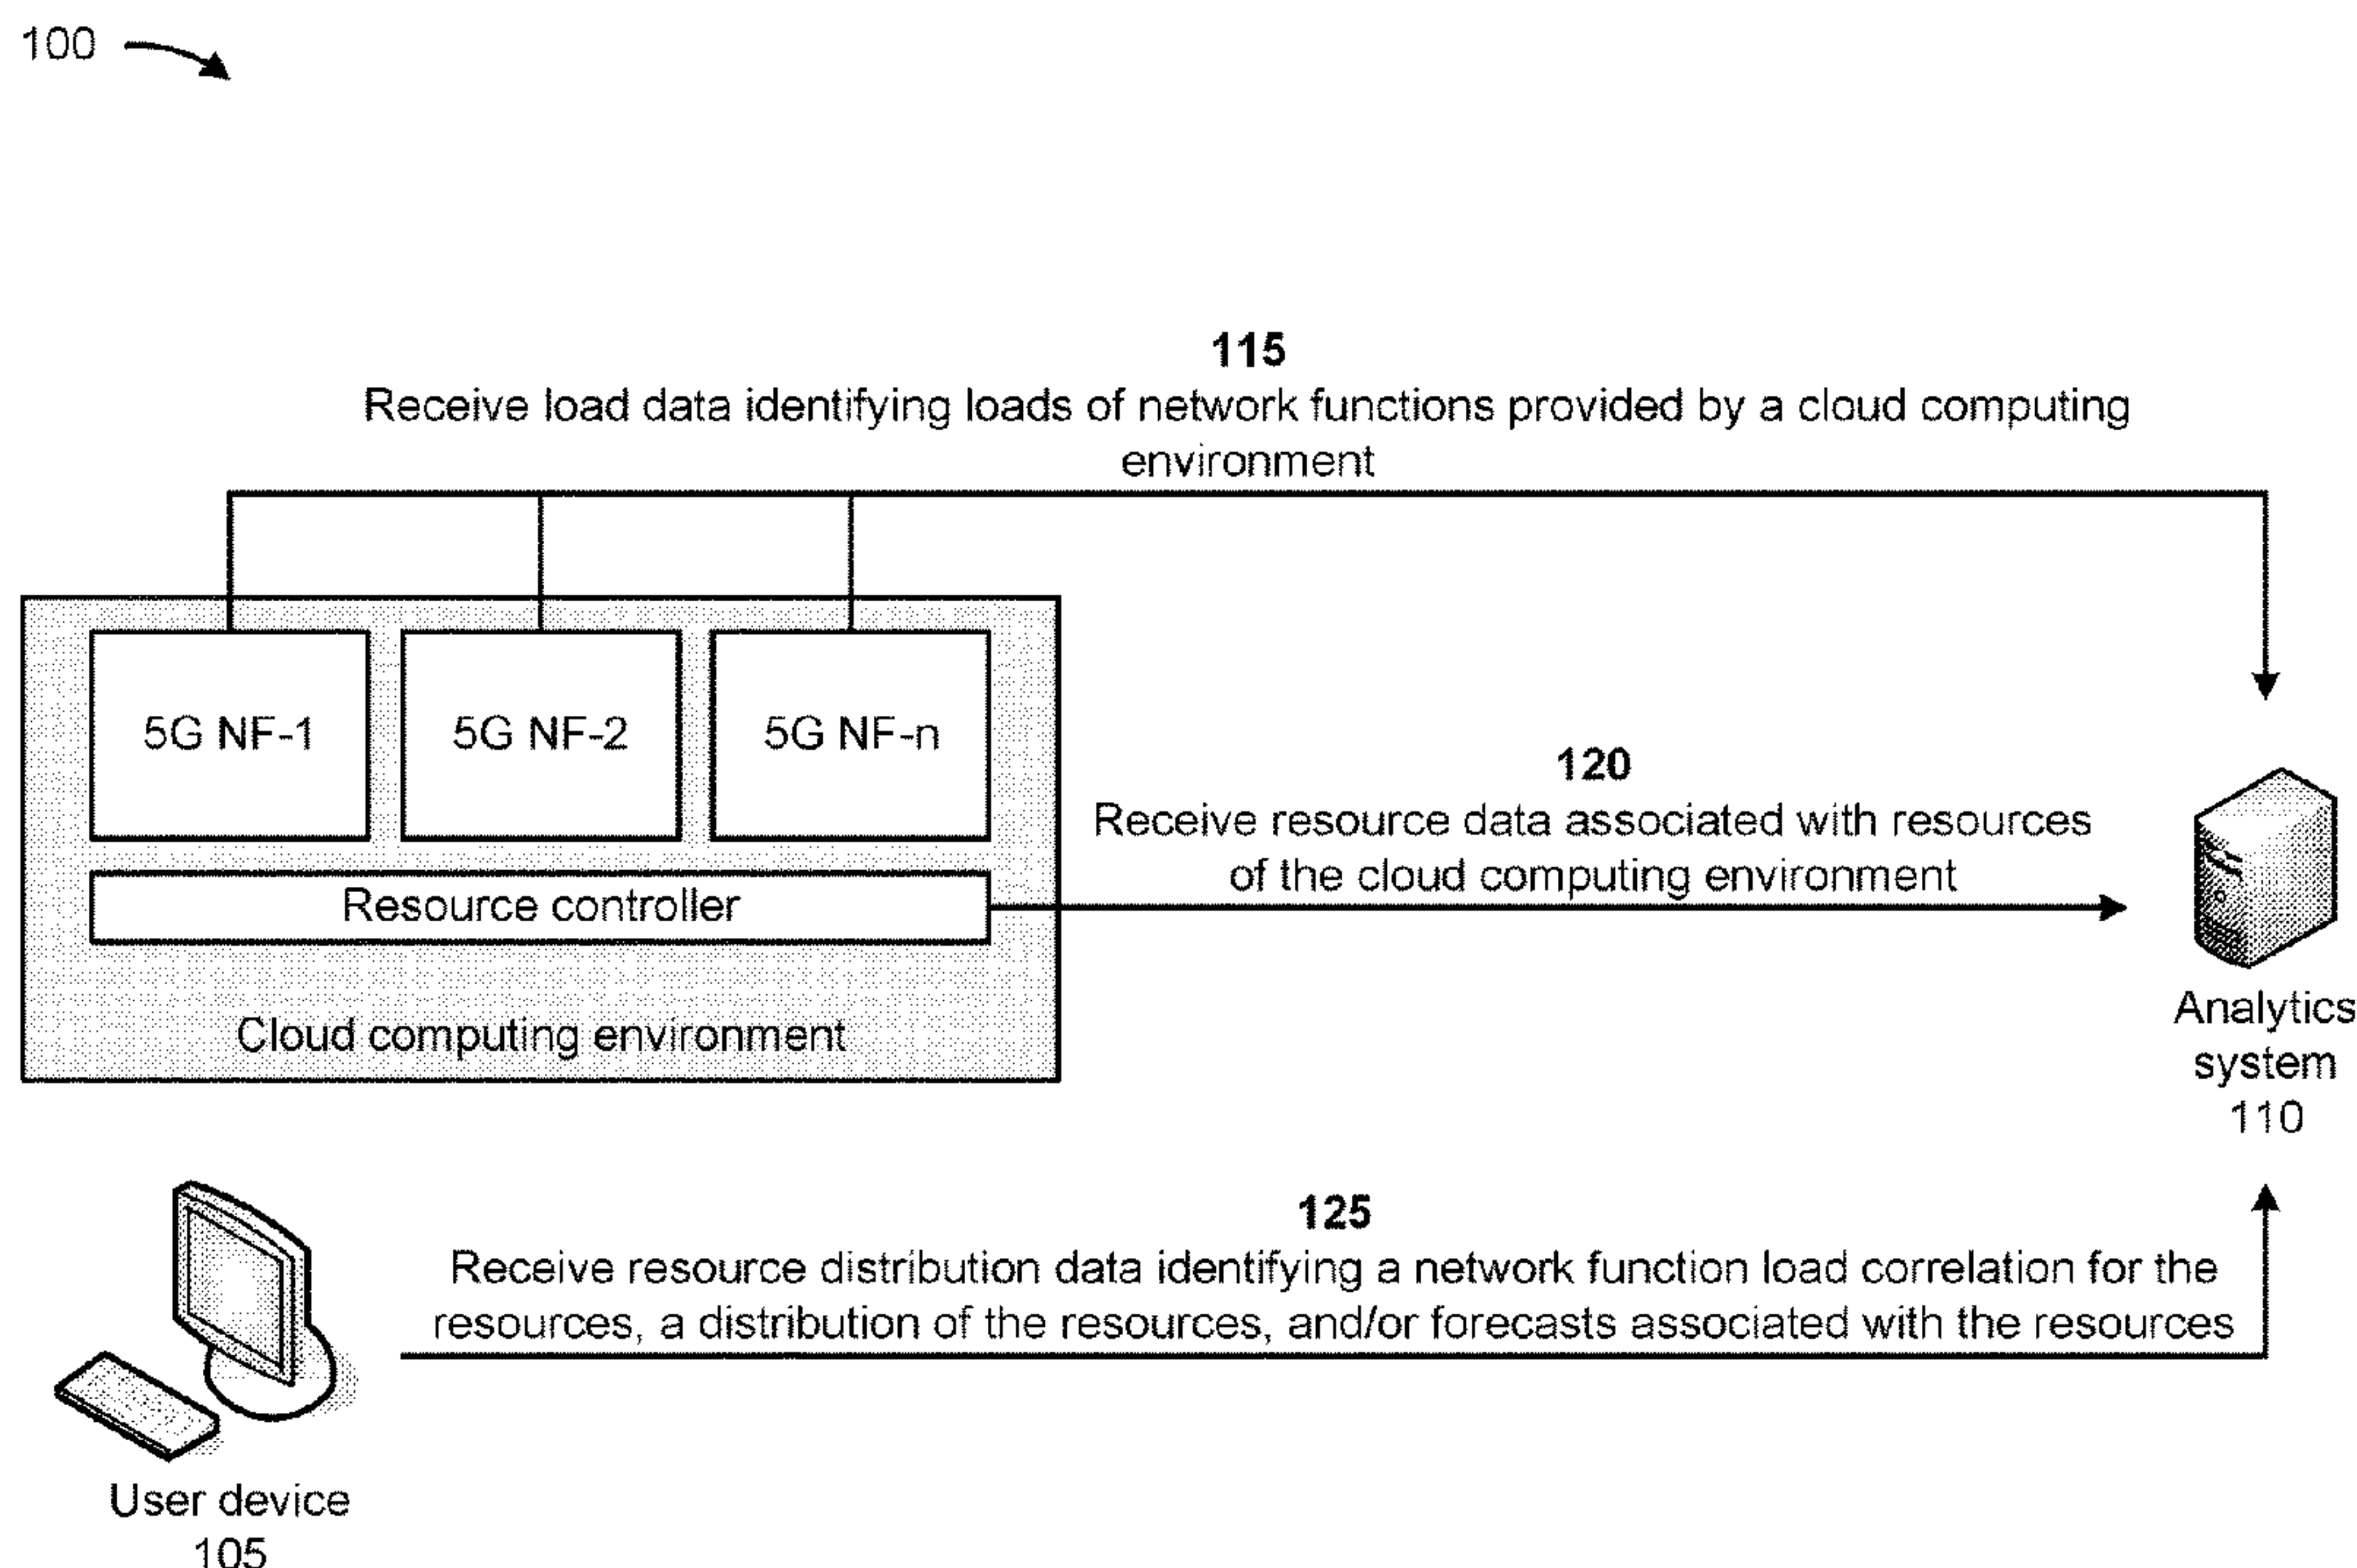 100
115
Receive load data identifying loads of network functions provided by a cloud computing
environment
5G NF-1
5G NF-2
5G NF-n
Resource controller
Cloud computing environment
120
Receive resource data associated with resources
of the cloud computing environment
Analytics
system
110
125
Receive resource distribution data identifying a network function load correlation for the
resources, a distribution of the resources, and/or forecasts associated with the resources
User device
105